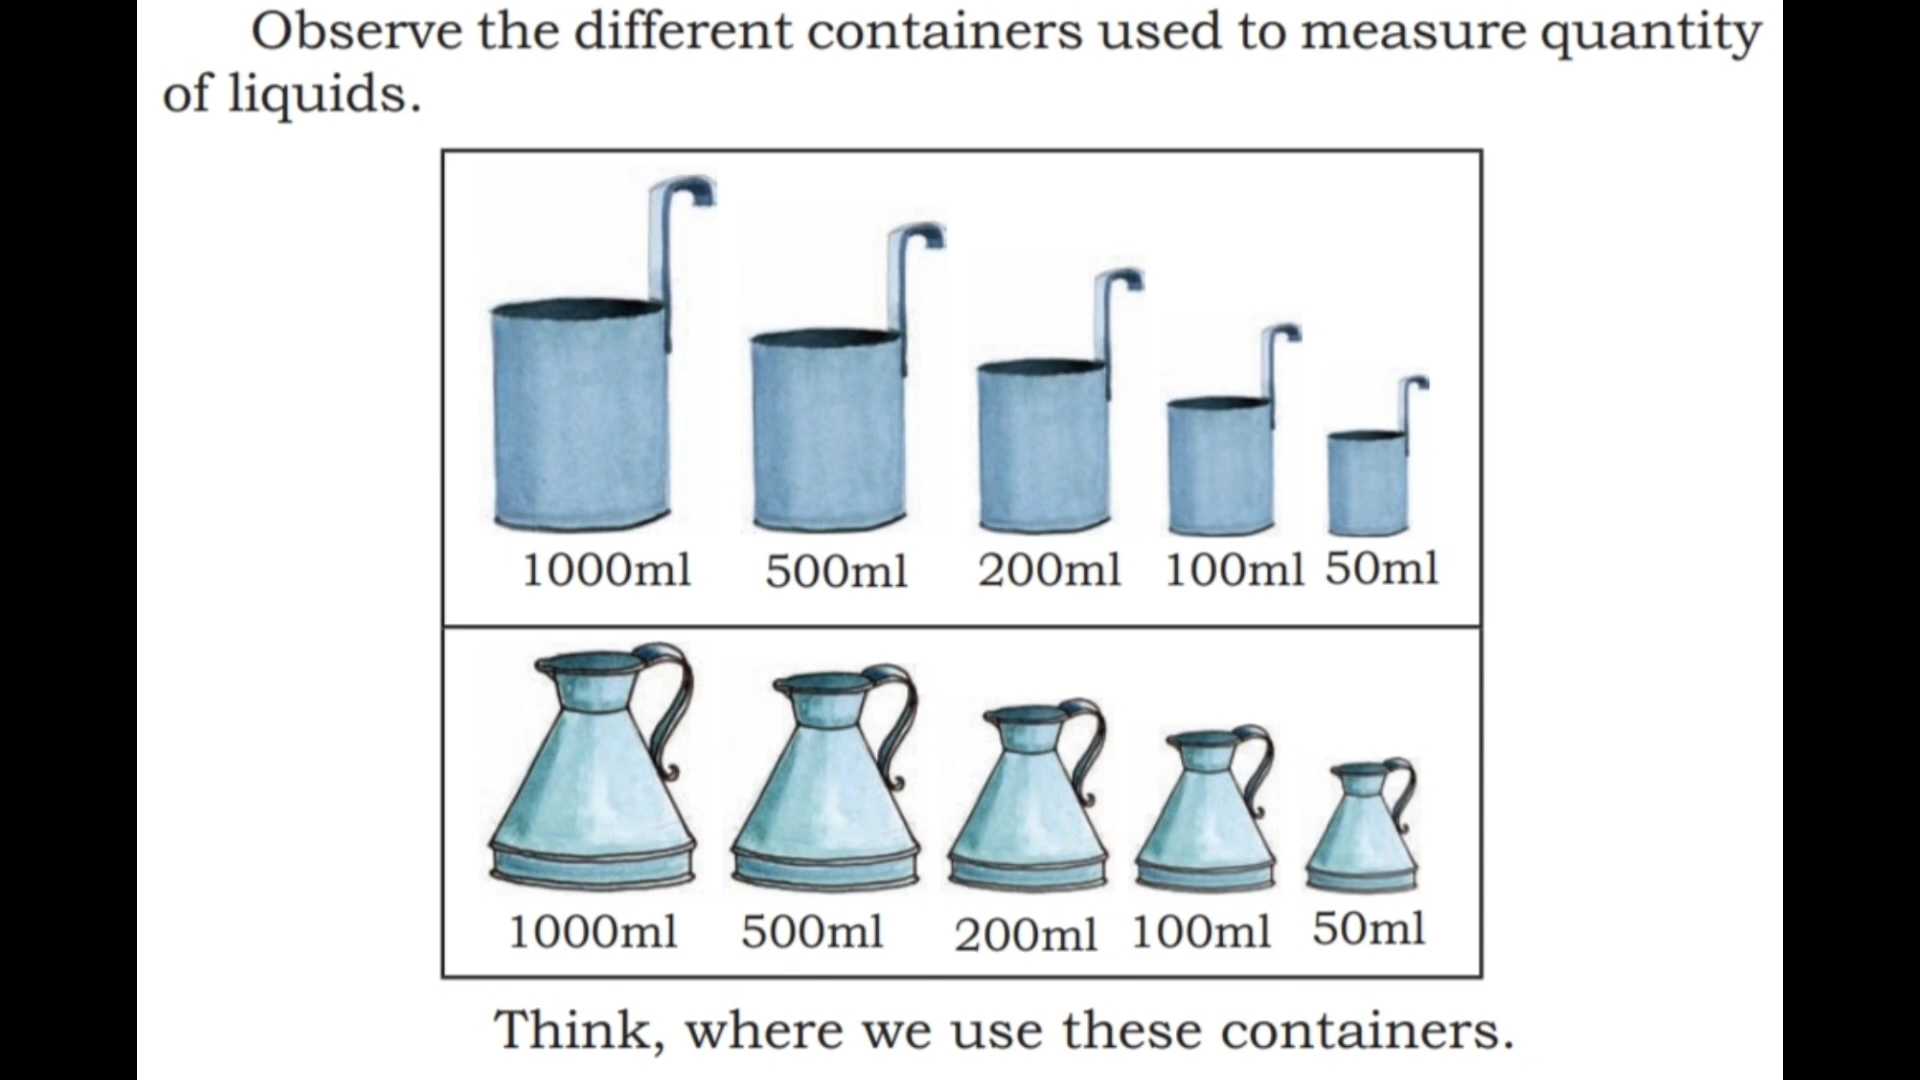 Observe the different containers used to measure quantity
of liquids.
1000ml 500ml 200ml 100ml 50ml
1000ml 500ml 200ml 100ml 50ml
Think, where we use these containers.